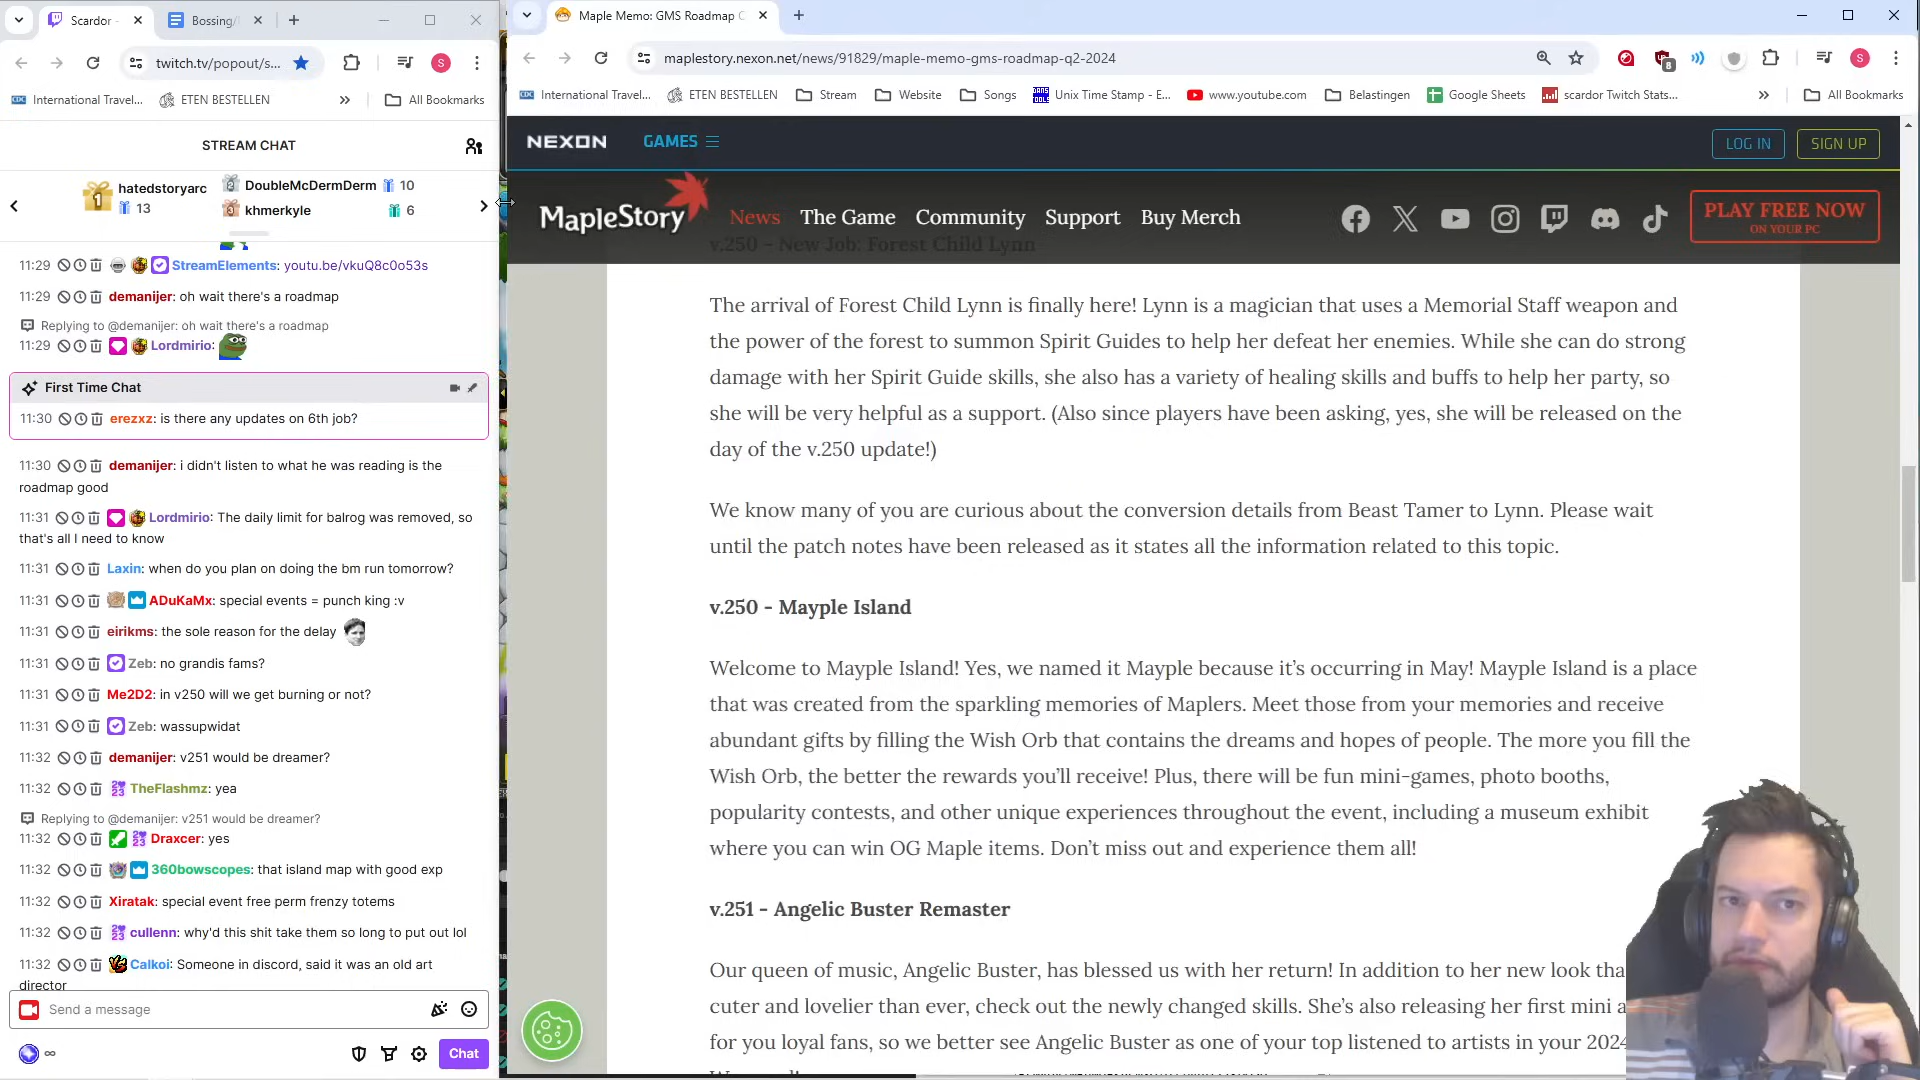 Scardor -
Bossing/
twitch.tv/popout/s...
S
International Travel...
ETEN BESTELLEN
»
All Bookmarks
STREAM CHAT
1
hatedstoryarc
13
2
DoubleMcDermDerm
10
3
khmerkyle
6
11:29 StreamElements: youtu.be/vkuQ8c0o53s
11:29 demanijer: oh wait there's a roadmap
Replying to @demanijer: oh wait there's a roadmap
11:29 Lordmirio:
First Time Chat
11:30 erezxz: is there any updates on 6th job?
11:30 demanijer: i didn't listen to what he was reading is the
roadmap good
11:31 Lordmirio: The daily limit for balrog was removed, so
that's all I need to know
11:31 Laxin: when do you plan on doing the bm run tomorrow?
11:31 ADuKaMx: special events = punch king :v
11:31 eirikms: the sole reason for the delay
11:31 Zeb: no grandis fams?
11:31 Me2D2: in v250 will we get burning or not?
11:31 Zeb: wassupwidat
11:32 demanijer: v251 would be dreamer?
11:32 TheFlashmz: yea
Replying to @demanijer: v251 would be dreamer?
11:32 Draxcer: yes
11:32 360bowscopes: that island map with good exp
11:32 Xiratak: special event free perm frenzy totems
11:32 cullenn: why'd this shit take them so long to put out lol
11:32 Calkoi: Someone in discord, said it was an old art
director
Send a message
∞
Chat
Maple Memo: GMS Roadmap
maplestory.nexon.net/news/91829/maple-memo-gms-roadmap-q2-2024
8
S
International Travel...
ETEN BESTELLEN
Stream
Website
Songs
Unix Time Stamp - E...
www.youtube.com
Belastingen
Google Sheets
scardor Twitch Stats...
»
All Bookmarks
NEXON
GAMES
LOG IN
SIGN UP
MapleStory
News
The Game
Community
Support
Buy Merch
PLAY FREE NOW
ON YOUR PC
v.250 - New Job: Forest Child Lynn
The arrival of Forest Child Lynn is finally here! Lynn is a magician that uses a Memorial Staff weapon and
the power of the forest to summon Spirit Guides to help her defeat her enemies. While she can do strong
damage with her Spirit Guide skills, she also has a variety of healing skills and buffs to help her party, so
she will be very helpful as a support. (Also since players have been asking, yes, she will be released on the
day of the v.250 update!)
We know many of you are curious about the conversion details from Beast Tamer to Lynn. Please wait
until the patch notes have been released as it states all the information related to this topic.
v.250 - Mayple Island
Welcome to Mayple Island! Yes, we named it Mayple because it’s occurring in May! Mayple Island is a place
that was created from the sparkling memories of Maplers. Meet those from your memories and receive
abundant gifts by filling the Wish Orb that contains the dreams and hopes of people. The more you fill the
Wish Orb, the better the rewards you’ll receive! Plus, there will be fun mini-games, photo booths,
popularity contests, and other unique experiences throughout the event, including a museum exhibit
where you can win OG Maple items. Don’t miss out and experience them all!
v.251 - Angelic Buster Remaster
Our queen of music, Angelic Buster, has blessed us with her return! In addition to her new look tha
cuter and lovelier than ever, check out the newly changed skills. She’s also releasing her first mini a
for you loyal fans, so we better see Angelic Buster as one of your top listened to artists in your 2024